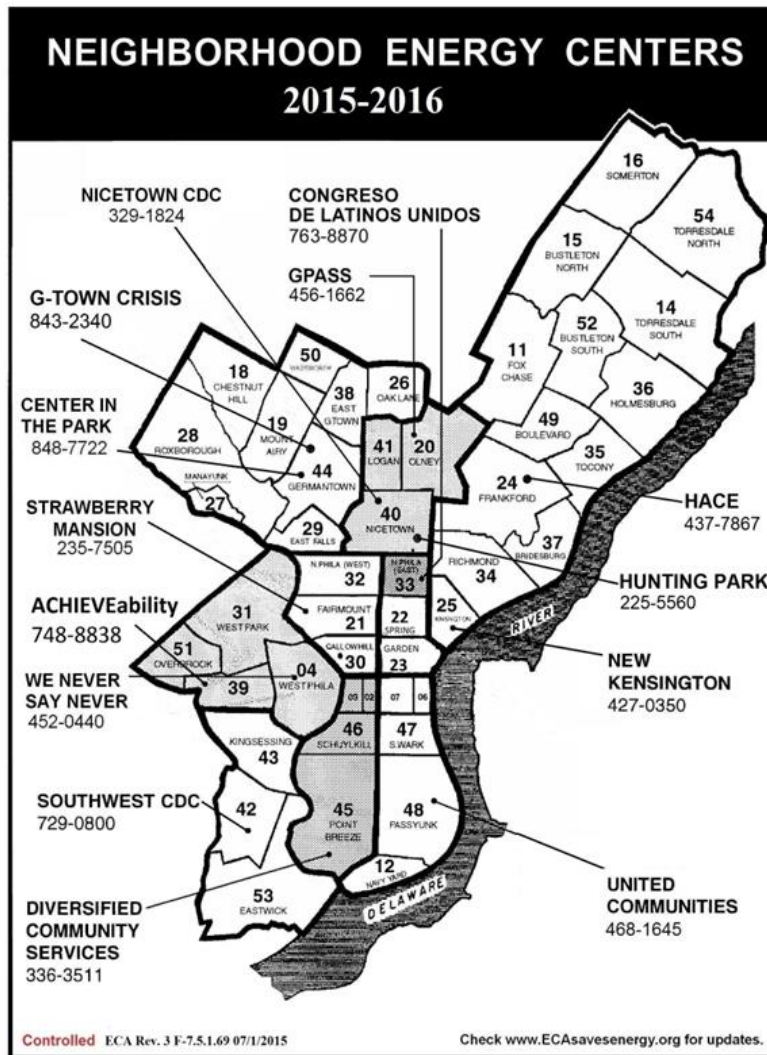 NEIGHBORHOOD ENERGY CENTERS
2015-2016
NICETOWN CDC
329-1824
CONGRESO
DE LATINOS UNIDOS
763-8870
GPASS
456-1662
G-TOWN CRISIS
843-2340
CENTER IN
THE PARK
848-7722
STRAWBERRY
MANSION
235-7505
ACHIEVEability
748-8838
WE NEVER
SAY NEVER
452-0440
SOUTHWEST CDC
729-0800
DIVERSIFIED
COMMUNITY
SERVICES
336-3511
HACE
437-7867
HUNTING PARK
225-5560
NEW
KENSINGTON
427-0350
UNITED
COMMUNITIES
468-1645
16
SOMERTON
54
TORRESDALE
NORTH
15
BUSTLETON
NORTH
14
TORRESDALE
SOUTH
52
BUSTLETON
SOUTH
11
FOX
CHASE
36
HOLMESBURG
49
BOULEVARD
35
TOCONY
24
FRANKFORD
37
BRIDESBURG
50
18
CHESTNUT
HILL
38
EAST
GTOWN
26
OAK LANE
19
MOUNT
AIRY
28
ROXBOROUGH
41
LOGAN
20
OLNEY
44
GERMANTOWN
MANAYUNK
27
40
NICETOWN
29
EAST FALLS
N.PHILA (WEST)
32
N.PHILA
(EAST)
33
RICHMOND
34
31
WEST PARK
FAIRMOUNT
21
22
SPRING
25
KENSINGTON
51
OVERBROOK
CALLOWHILL
30
GARDEN
23
39
04
WEST PHILA
03
02
07
06
46
SCHUYLKILL
47
S.WARK
KINGSESSING
43
42
45
POINT
BREEZE
48
PASSYUNK
12
NAVY YARD
53
EASTWICK
DELAWARE
RIVER
Controlled ECA Rev. 3 F-7.5.1.69 07/1/2015
Check www.ECAsavesenergy.org for updates.